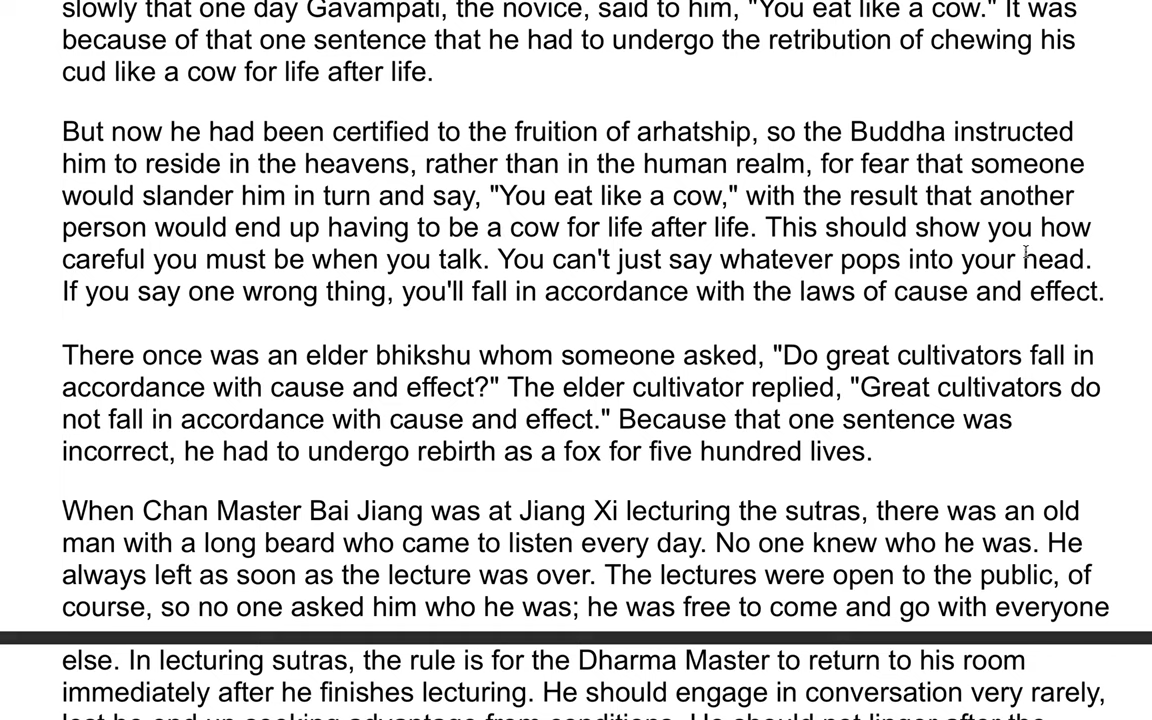 slowly that one day Gavampati, the novice, said to him, "You eat like a cow." It was
because of that one sentence that he had to undergo the retribution of chewing his
cud like a cow for life after life.
But now he had been certified to the fruition of arhatship, so the Buddha instructed
him to reside in the heavens, rather than in the human realm, for fear that someone
would slander him in turn and say, "You eat like a cow," with the result that another
person would end up having to be a cow for life after life. This should show you how
careful you must be when you talk. You can't just say whatever pops into your head.
If you say one wrong thing, you'll fall in accordance with the laws of cause and effect.
There once was an elder bhikshu whom someone asked, "Do great cultivators fall in
accordance with cause and effect?" The elder cultivator replied, "Great cultivators do
not fall in accordance with cause and effect." Because that one sentence was
incorrect, he had to undergo rebirth as a fox for five hundred lives.
When Chan Master Bai Jiang was at Jiang Xi lecturing the sutras, there was an old
man with a long beard who came to listen every day. No one knew who he was. He
always left as soon as the lecture was over. The lectures were open to the public, of
course, so no one asked him who he was; he was free to come and go with everyone
else. In lecturing sutras, the rule is for the Dharma Master to return to his room
immediately after he finishes lecturing. He should engage in conversation very rarely,
lest he end up seeking advantage from conditions. He should not linger after the